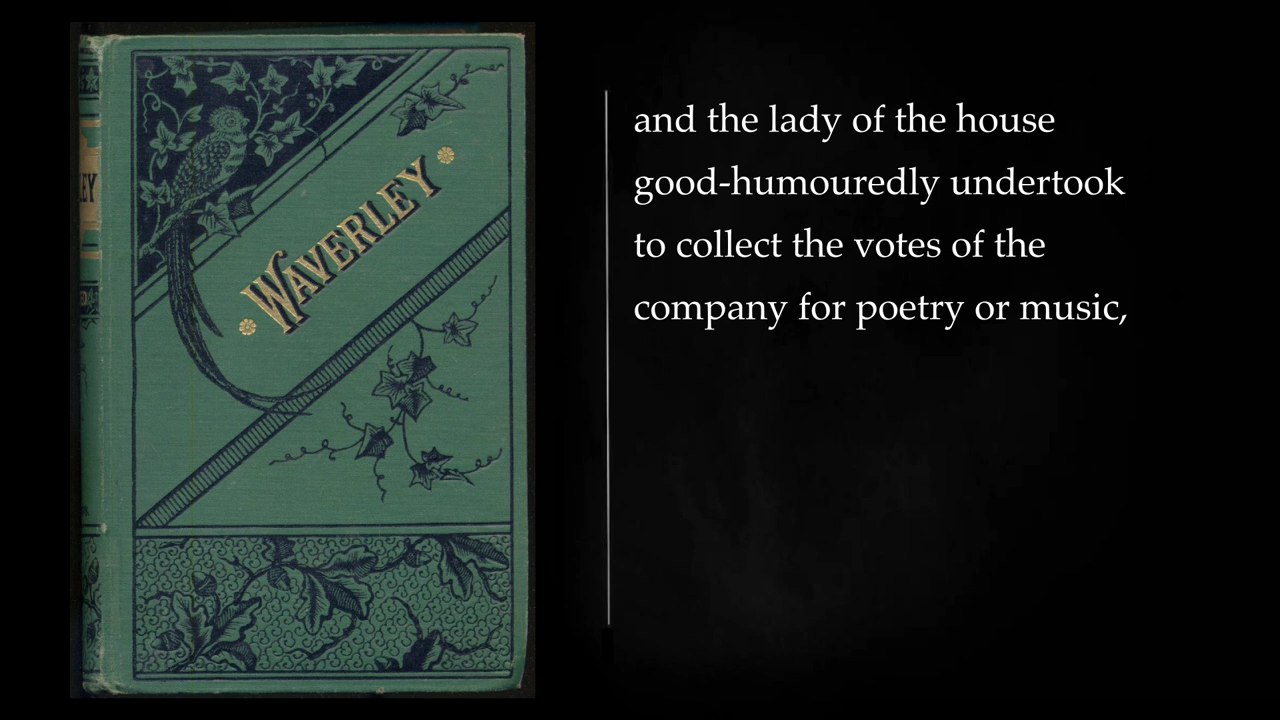 WAVERLEY
and the lady of the house
good-humouredly undertook
to collect the votes of the
company for poetry or music,